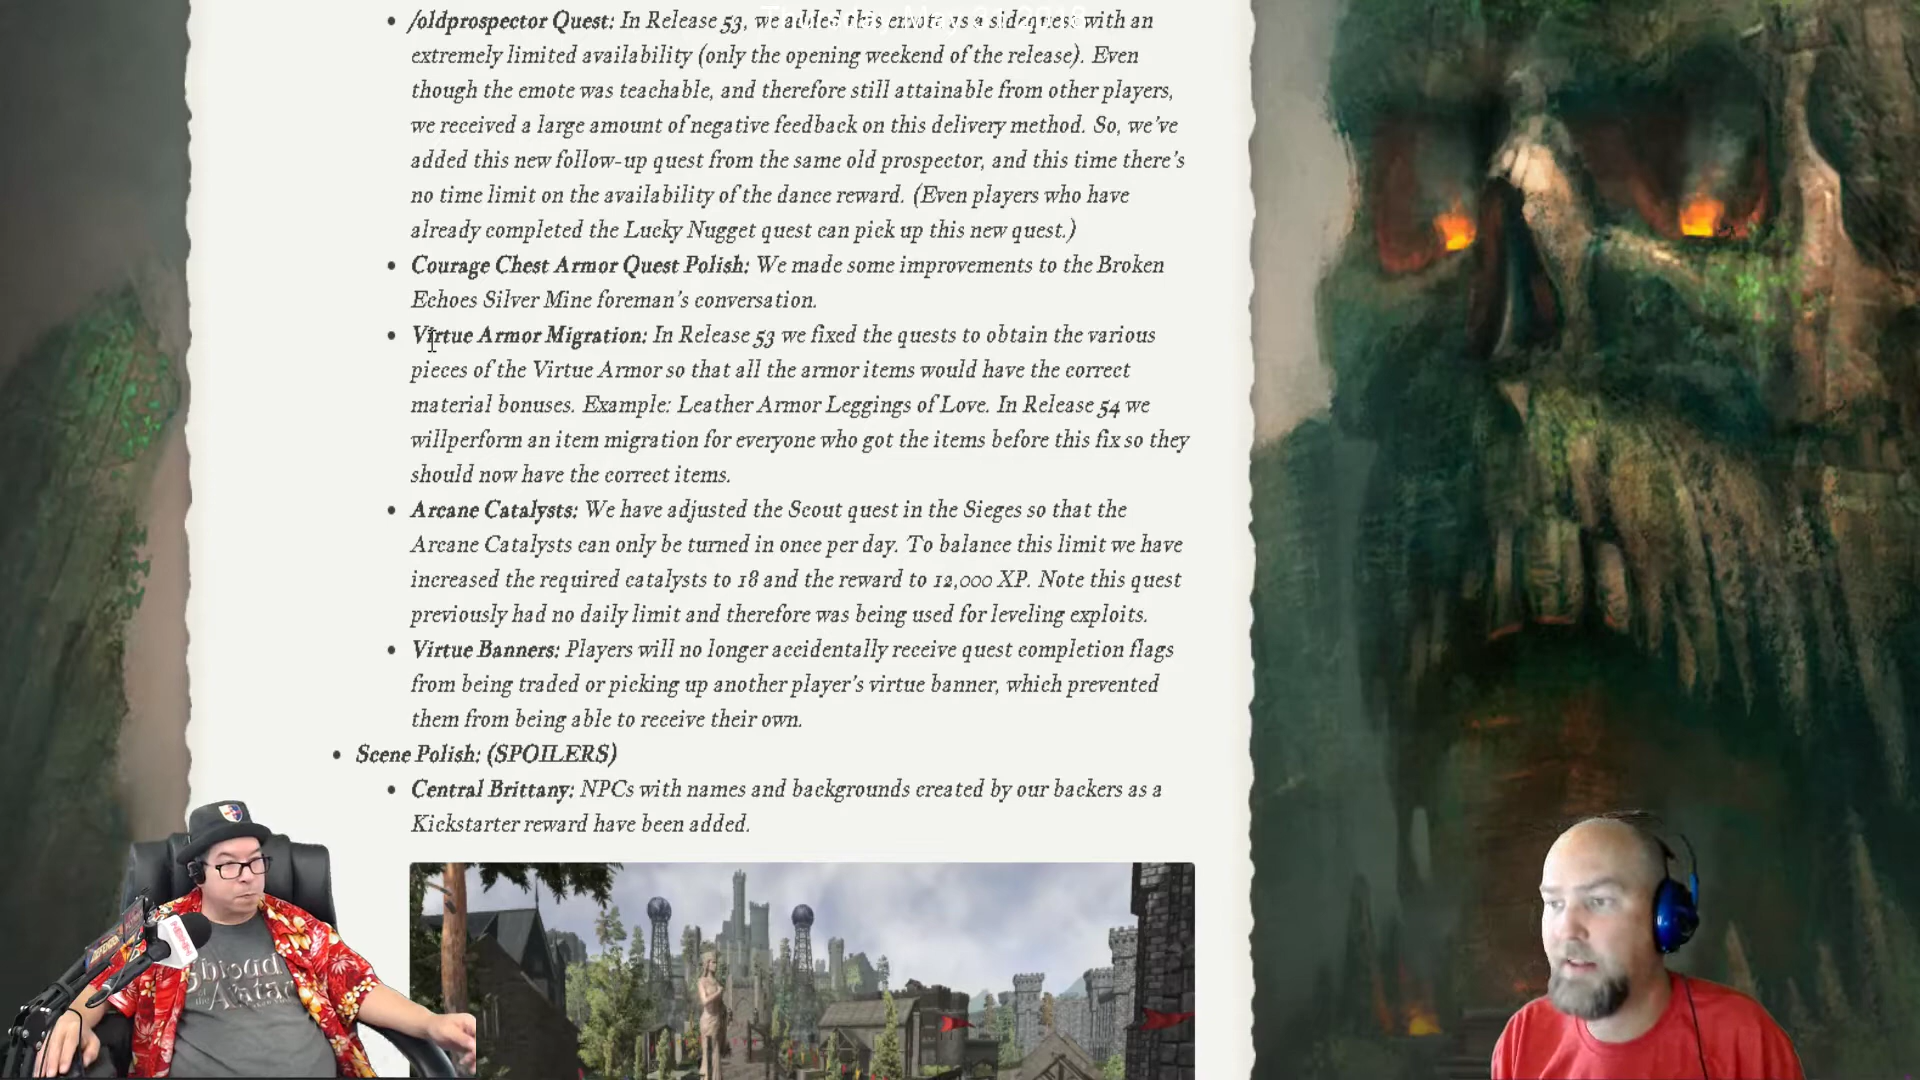 Thursday May 31 2018
/oldprospector Quest: In Release 53, we added this emote as a sidequest with an
extremely limited availability (only the opening weekend of the release). Even
though the emote was teachable, and therefore still attainable from other players,
we received a large amount of negative feedback on this delivery method. So, we've
added this new follow-up quest from the same old prospector, and this time there's
no time limit on the availability of the dance reward. (Even players who have
already completed the Lucky Nugget quest can pick up this new quest.)
Courage Chest Armor Quest Polish: We made some improvements to the Broken
Echoes Silver Mine foreman's conversation.
Virtue Armor Migration: In Release 53 we fixed the quests to obtain the various
pieces of the Virtue Armor so that all the armor items would have the correct
material bonuses. Example: Leather Armor Leggings of Love. In Release 54 we
willperform an item migration for everyone who got the items before this fix so they
should now have the correct items.
Arcane Catalysts: We have adjusted the Scout quest in the Sieges so that the
Arcane Catalysts can only be turned in once per day. To balance this limit we have
increased the required catalysts to 18 and the reward to 12,000 XP. Note this quest
previously had no daily limit and therefore was being used for leveling exploits.
Virtue Banners: Players will no longer accidentally receive quest completion flags
from being traded or picking up another player's virtue banner, which prevented
them from being able to receive their own.
Scene Polish: (SPOILERS)
Central Brittany: NPCs with names and backgrounds created by our backers as a
Kickstarter reward have been added.
Shroud
of the
Avatar